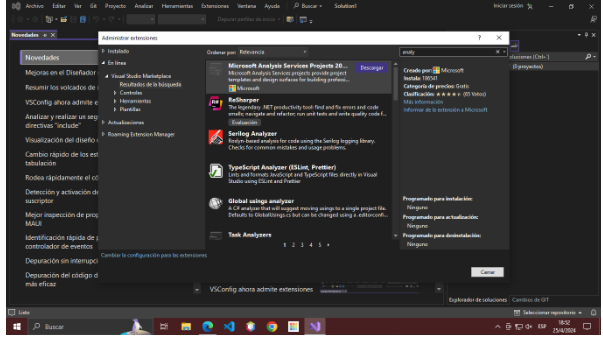 Archivo Editar Ver Git Proyecto Analizar Herramientas Extensiones Ventana Ayuda Buscar Solution1 Iniciar sesión
Novedades
Administrar extensiones
Novedades
Mejoras en el Diseñador
Resumir los volcados de
VSConfig ahora admite e
Analizar y realizar un seg
directivas "include"
Visualización del diseño
Cambio rápido de los est
tabulación
Rodea rápidamente el có
Detección y activación de
suscriptor
Mejor inspección de prop
MAUI
Identificación rápida de p
controlador de eventos
Depuración sin interrupci
Depuración del código d
más eficaz
Instalado
En línea
Visual Studio Marketplace
Resultados de la búsqueda
Controles
Herramientas
Plantillas
Actualizaciones
Roaming Extension Manager
Ordenar por: Relevancia
Microsoft Analysis Services Projects 20... Descargar
Microsoft Analysis Services projects provide project
templates and design surfaces for building profess...
Microsoft
ReSharper
The legendary .NET productivity tool: find and fix errors and code
smells; navigate and refactor; run unit tests and write quality code f...
Evaluación
Serilog Analyzer
Roslyn-based analysis for code using the Serilog logging library.
Checks for common mistakes and usage problems.
TypeScript Analyzer (ESLint, Prettier)
Lints and formats JavaScript and TypeScript files directly in Visual
Studio using ESLint and Prettier
Global usings analyzer
A C# analyzer that will suggest moving usings to a single project file.
Defaults to GlobalUsings.cs but can be changed using a .editorconfi...
Task Analyzers
1 2 3 4 5
Creado por: Microsoft
Instala: 186541
Categoría de precios: Gratis
Clasificación: (65 Votos)
Más información
Informar de la extensión a Microsoft
Programado para instalación:
Ninguno
Programado para actualización:
Ninguno
Programado para desinstalación:
Ninguno
Cambiar la configuración para las extensiones
Cerrar
VSConfig ahora admite extensiones
(0 proyectos)
Explorador de soluciones Cambios de GIT
Listo
Seleccionar repositorio
Buscar
ESP
18:52
25/4/2024